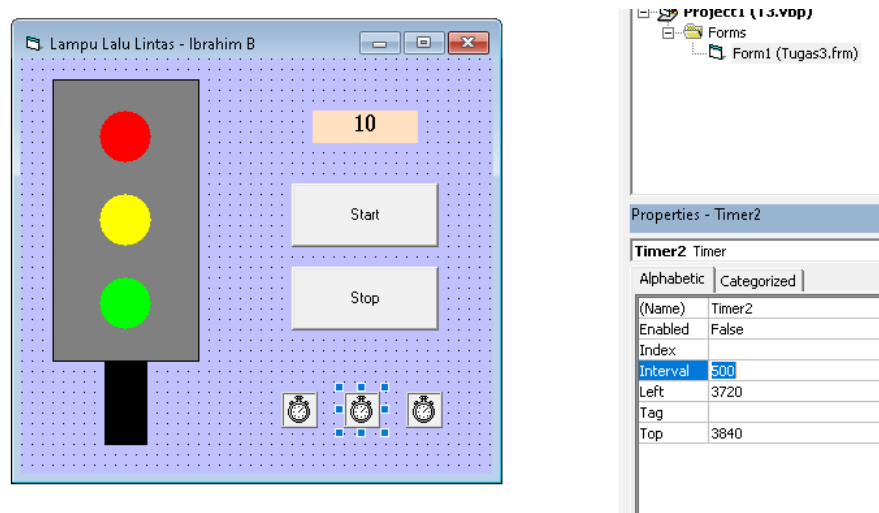 Lampu Lalu Lintas - Ibrahim B
10
Start
Stop
Project1 (T3.vbp)
Forms
Form1 (Tugas3.frm)
Properties - Timer2
Timer2 Timer
Alphabetic Categorized
(Name) Timer2
Enabled False
Index
Interval 500
Left 3720
Tag
Top 3840